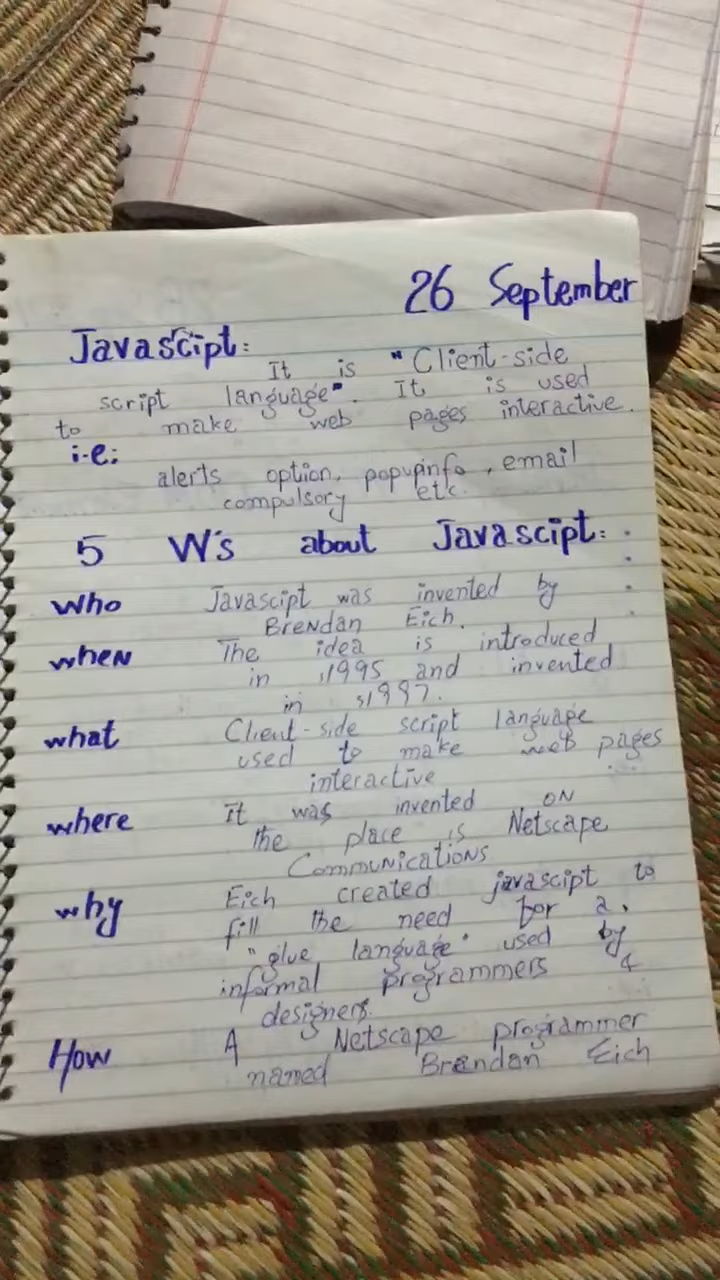 26 September
Javascipt:
It is "Client-side
script language". It is used
to make web pages interactive.
i-e:
alerts option, popupinfo, email
compulsory etc.
5 W's about Javascipt:
Who Javascipt was invented by
Brendan Eich.
when The idea is introduced
in 1995 and invented
in 1997.
what Client-side script language
used to make web pages
interactive
where It was invented on
the place is Netscape
Communications
why Eich created javascipt to
fill the need for a
"glue language" used by
informal programmers &
designers.
How A Netscape programmer
named Brendan Eich